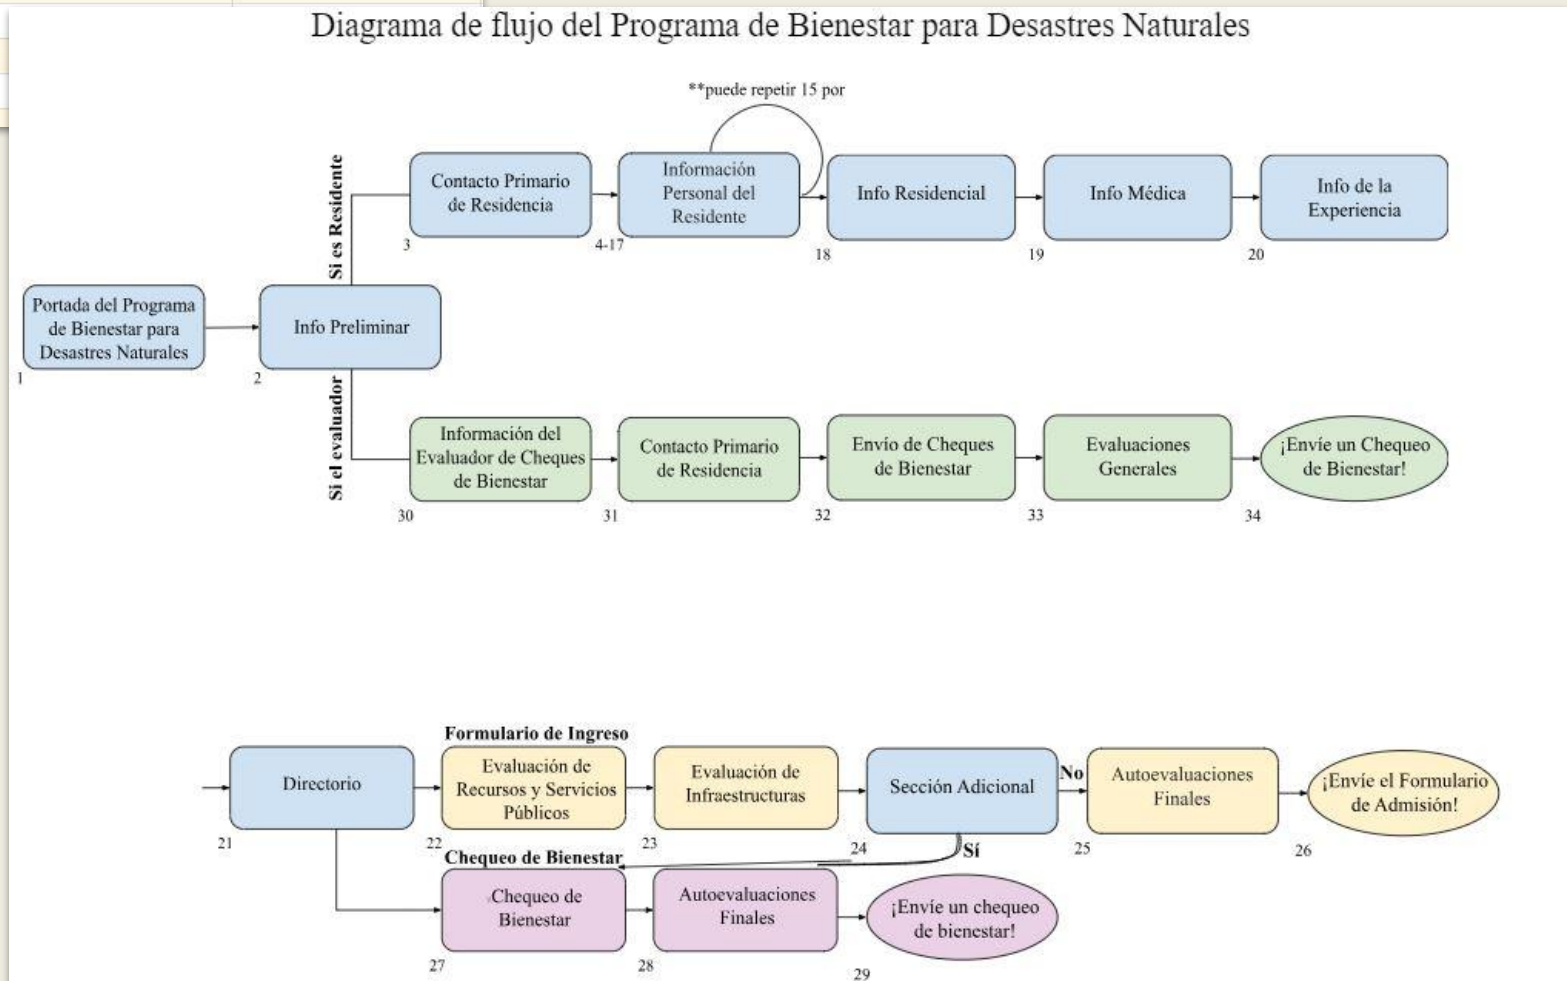 Diagrama de flujo del Programa de Bienestar para Desastres Naturales
**puede repetir 15 por
Si es Residente
Contacto Primario
de Residencia
3
Información
Personal del
Residente
4-17
Info Residencial
18
Info Médica
19
Info de la
Experiencia
20
Portada del Programa
de Bienestar para
Desastres Naturales
1
Info Preliminar
2
Si el evaluador
Información del
Evaluador de Cheques
de Bienestar
30
Contacto Primario
de Residencia
31
Envío de Cheques
de Bienestar
32
Evaluaciones
Generales
33
¡Envíe un Chequeo
de Bienestar!
34
Directorio
21
Formulario de Ingreso
Evaluación de
Recursos y Servicios
Públicos
22
Evaluación de
Infraestructuras
23
Sección Adicional
24
No
Autoevaluaciones
Finales
25
¡Envíe el Formulario
de Admisión!
26
Sí
Chequeo de Bienestar
Chequeo de
Bienestar
27
Autoevaluaciones
Finales
28
¡Envíe un chequeo
de bienestar!
29